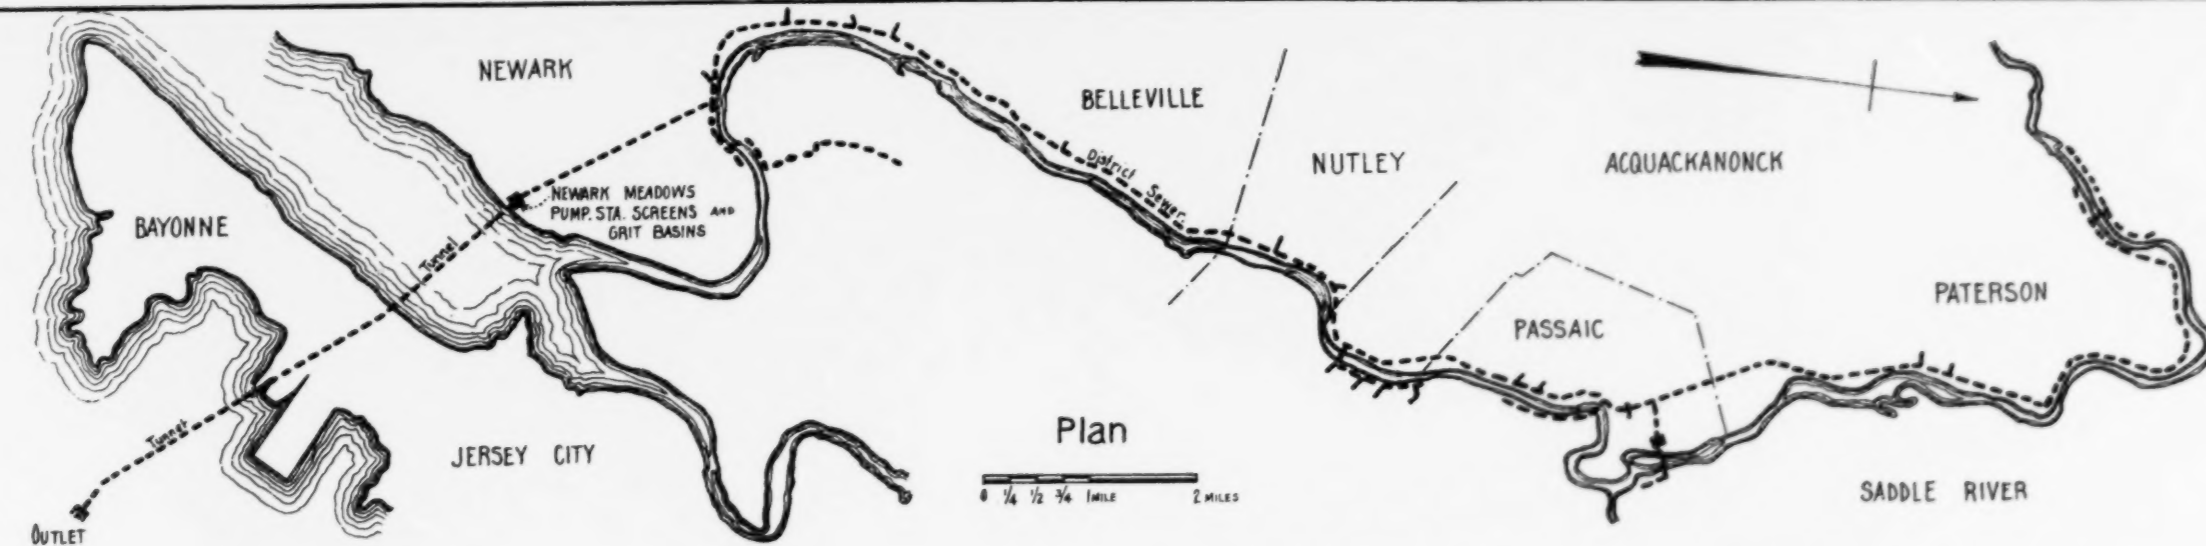 NEWARK
BELLEVILLE
NUTLEY
ACQUACKANONCK
BAYONNE
NEWARK MEADOWS
PUMP. STA. SCREENS AND
GRIT BASINS
District Sewer.
Tunnel
PATERSON
PASSAIC
Tunnel
JERSEY CITY
Plan
0 1/4 1/2 3/4 1 MILE 2 MILES
SADDLE RIVER
OUTLET